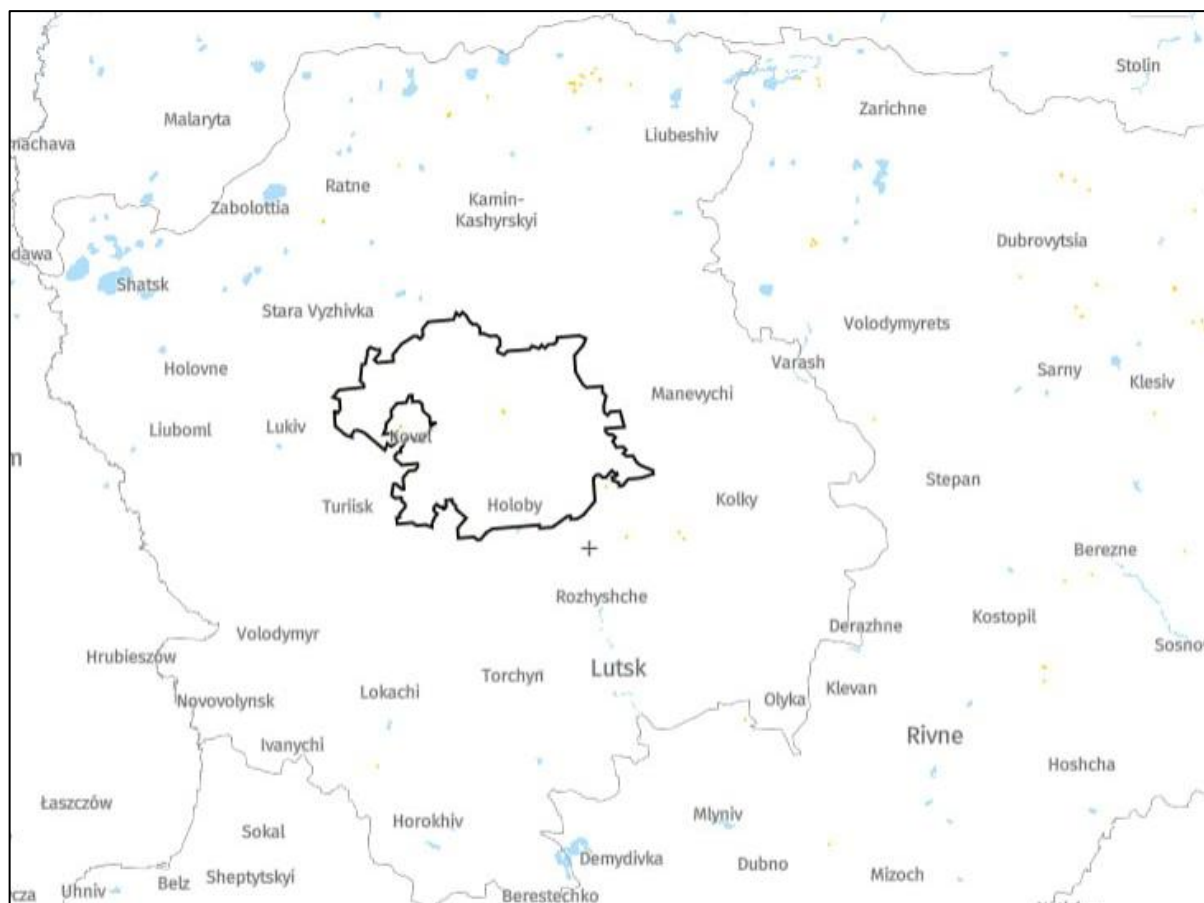 Stolin
Zarichne
Malaryta
Liubeshiv
machava
Ratne
Zabolottia
Kamin-
Kashyrskyi
Dubrovytsia
dawa
Shatsk
Stara Vyzhivka
Volodymyrets
Varash
Holovne
Sarny
Klesiv
Manevychi
Liuboml
Lukiv
Kovel
Stepan
Kolky
Turiisk
Holoby
Berezne
Rozhyshche
Kostopil
Derazhne
Volodymyr
Sosno
Hrubieszów
Lutsk
Torchyn
Lokachi
Klevan
Olyka
Novovolynsk
Rivne
Ivanychi
Hoshcha
Łaszczów
Mlyniv
Horokhiv
Sokal
Demydivka
Dubno
Mizoch
Sheptytskyi
Belz
Uhniv
cza
Berestechko